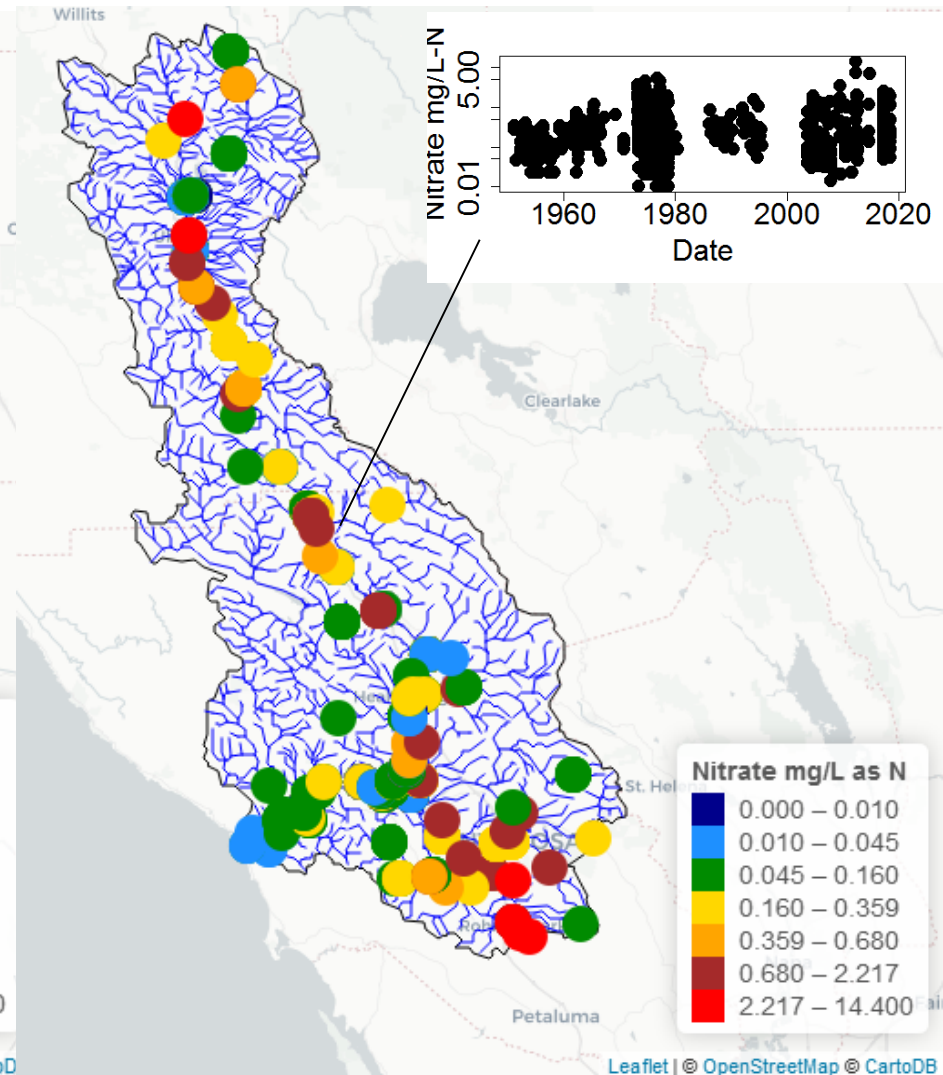 Willits
Nitrate mg/L-N
5.00
0.01
1960
1980
2000
2020
Date
Clearlake
St. Hel
Nitrate mg/L as N
0.000 – 0.010
0.010 – 0.045
0.045 – 0.160
0.160 – 0.359
0.359 – 0.680
0.680 – 2.217
2.217 – 14.400
Petaluma
Leaflet | © OpenStreetMap © CartoDB